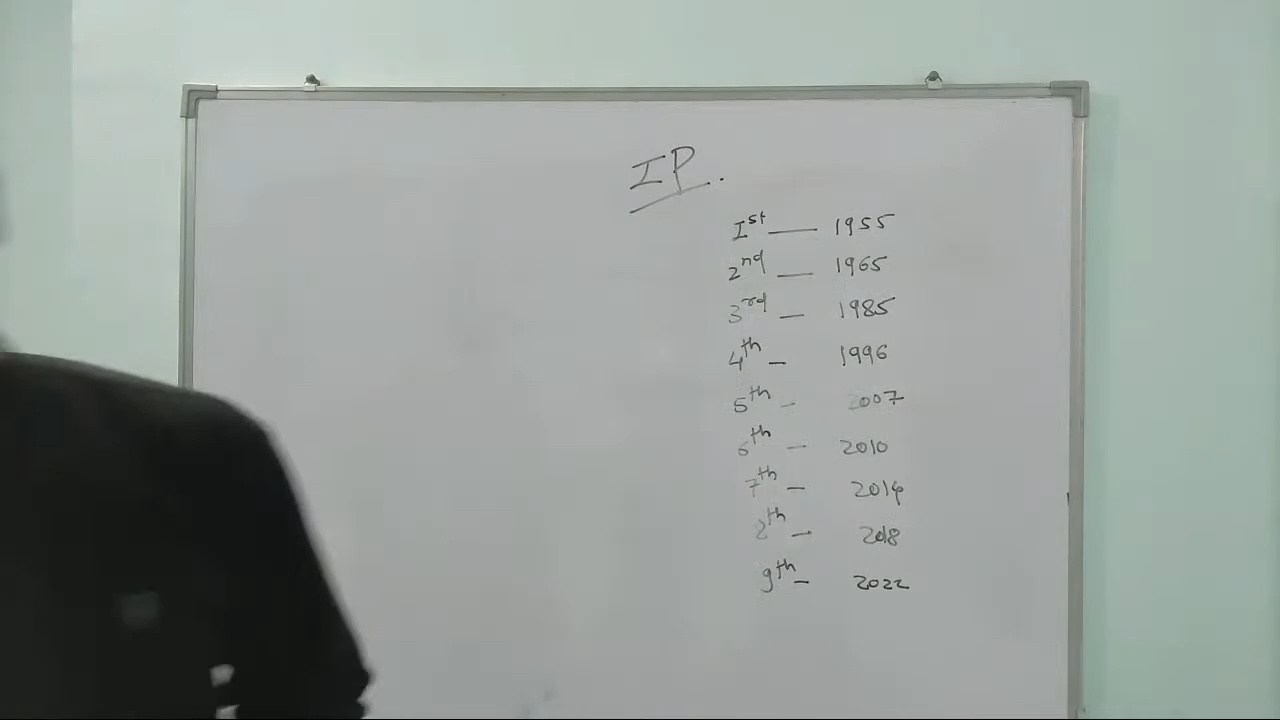 IP.
Ist — 1955
2nd — 1965
3rd — 1985
4th — 1996
5th — 2007
6th — 2010
7th — 2014
8th — 2018
9th — 2022